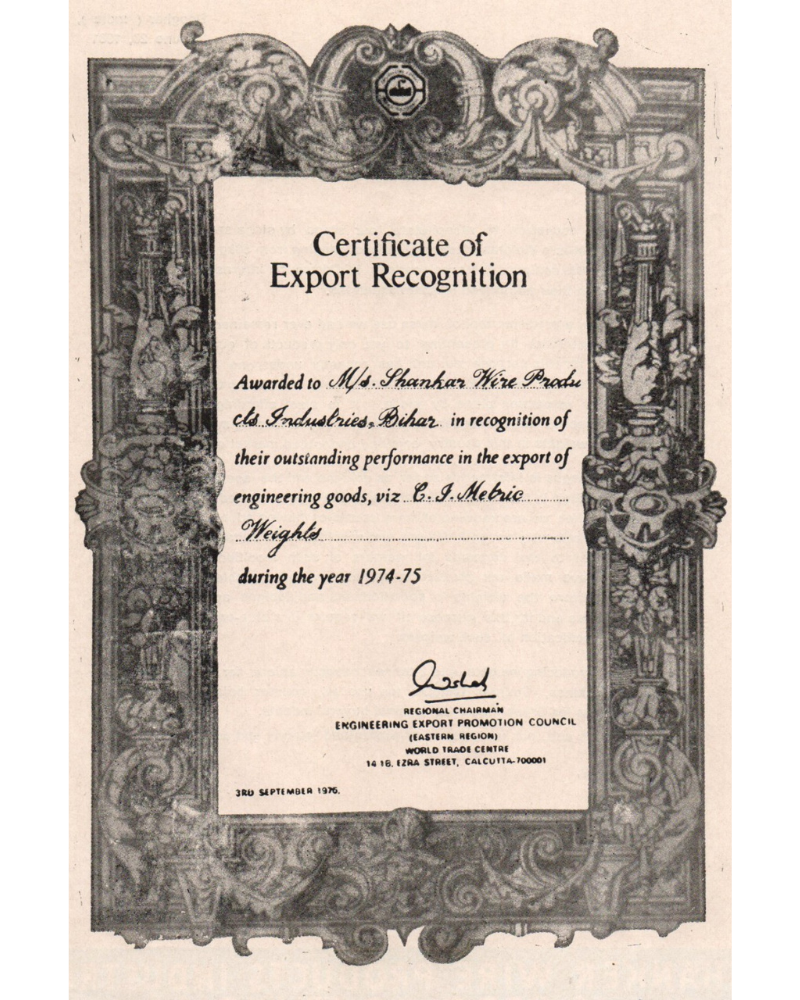 Certificate of
Export Recognition
Awarded to M/s. Shankar Wire Produ
cts Industries, Bihar in recognition of
their outstanding performance in the export of
engineering goods, viz C. I. Metric
Weights
during the year 1974-75
REGIONAL CHAIRMAN
ENGINEERING EXPORT PROMOTION COUNCIL
(EASTERN REGION)
WORLD TRADE CENTRE
14 1B, EZRA STREET, CALCUTTA-700001
3RD SEPTEMBER 1976.